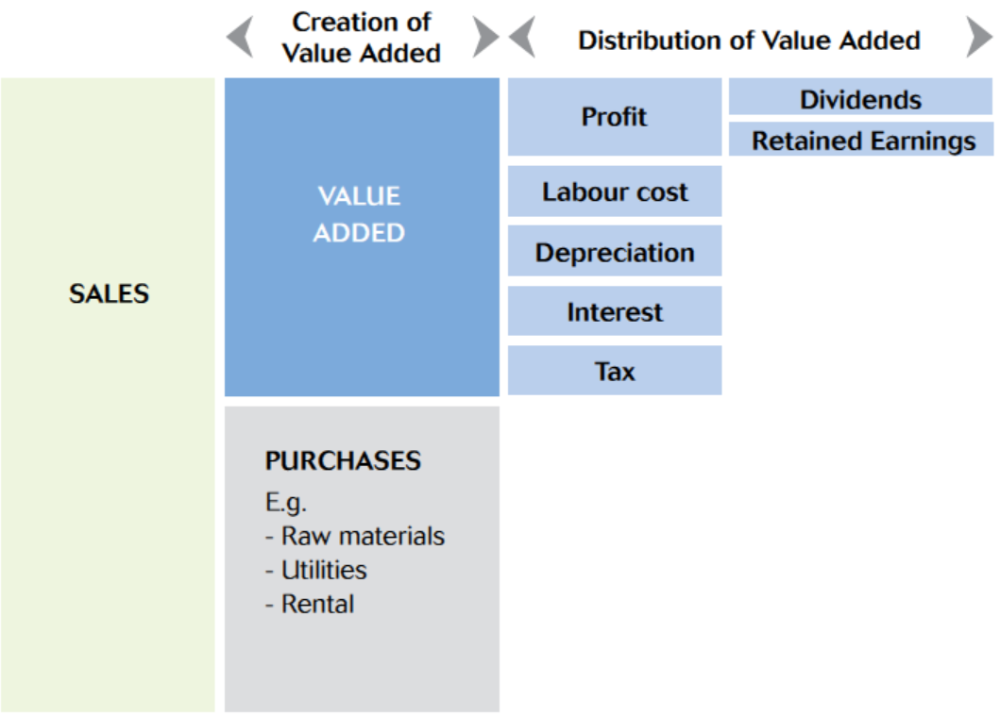 Creation of
Value Added
Distribution of Value Added
SALES
VALUE
ADDED
PURCHASES
E.g.
- Raw materials
- Utilities
- Rental
Profit
Dividends
Retained Earnings
Labour cost
Depreciation
Interest
Tax